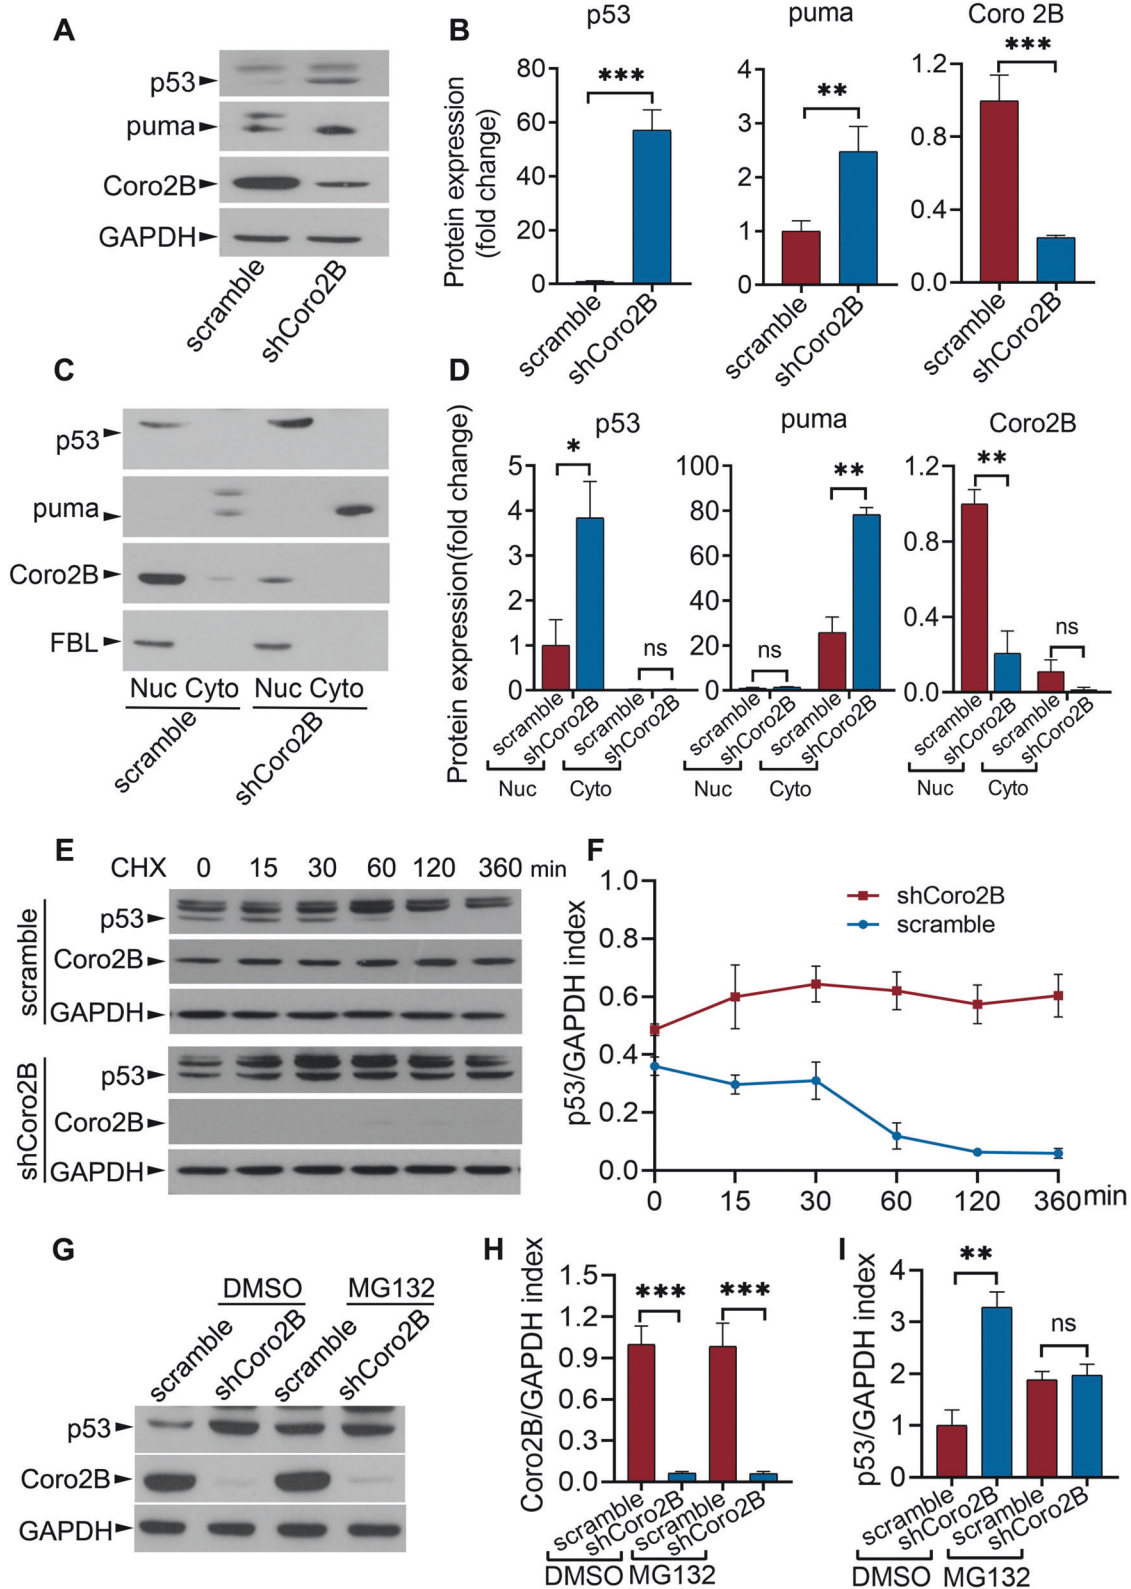 A
p53
puma
Coro2B
GAPDH
scramble
shCoro2B
B
p53
puma
Coro 2B
Protein expression
(fold change)
80
60
40
20
0
***
scramble
shCoro2B
4
3
2
1
0
**
scramble
shCoro2B
1.2
0.8
0.4
0.0
***
scramble
shCoro2B
C
p53
puma
Coro2B
FBL
Nuc Cyto Nuc Cyto
scramble
shCoro2B
D
p53
puma
Coro2B
Protein expression(fold change)
5
4
3
2
1
0
*
ns
scramble
shCoro2B
scramble
shCoro2B
Nuc Cyto
100
80
60
40
20
0
ns
**
scramble
shCoro2B
scramble
shCoro2B
Nuc Cyto
1.2
0.8
0.4
0.0
**
ns
scramble
shCoro2B
scramble
shCoro2B
Nuc Cyto
E
CHX 0 15 30 60 120 360 min
scramble
p53
Coro2B
GAPDH
shCoro2B
p53
Coro2B
GAPDH
F
p53/GAPDH index
1.0
0.8
0.6
0.4
0.2
0.0
shCoro2B
scramble
0 15 30 60 120 360 min
G
DMSO MG132
scramble
shCoro2B
scramble
shCoro2B
p53
Coro2B
GAPDH
H
Coro2B/GAPDH index
1.5
1.2
0.9
0.6
0.3
0.0
***
***
scramble
shCoro2B
scramble
shCoro2B
DMSO MG132
I
p53/GAPDH index
4
3
2
1
0
**
ns
scramble
shCoro2B
scramble
shCoro2B
DMSO MG132